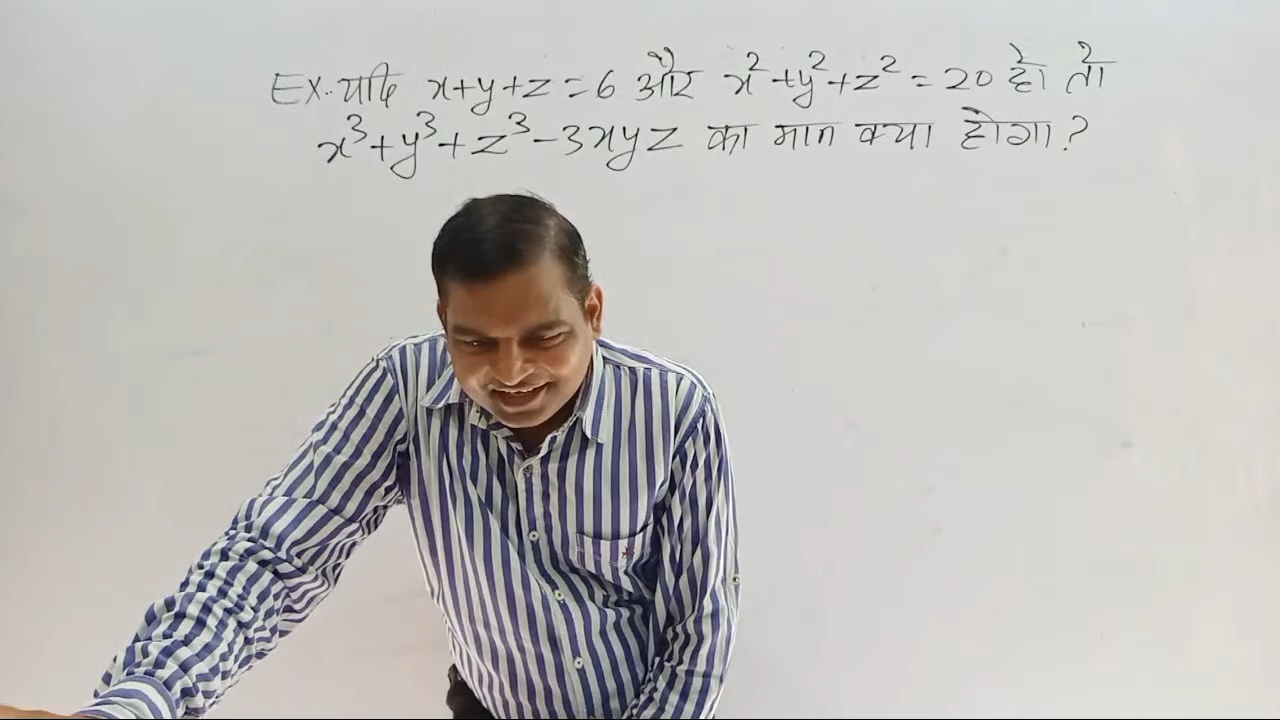 Ex.. यदि x+y+z=6 और x²+y²+z²=20 हो तो
x³+y³+z³-3xyz का मान क्या होगा?